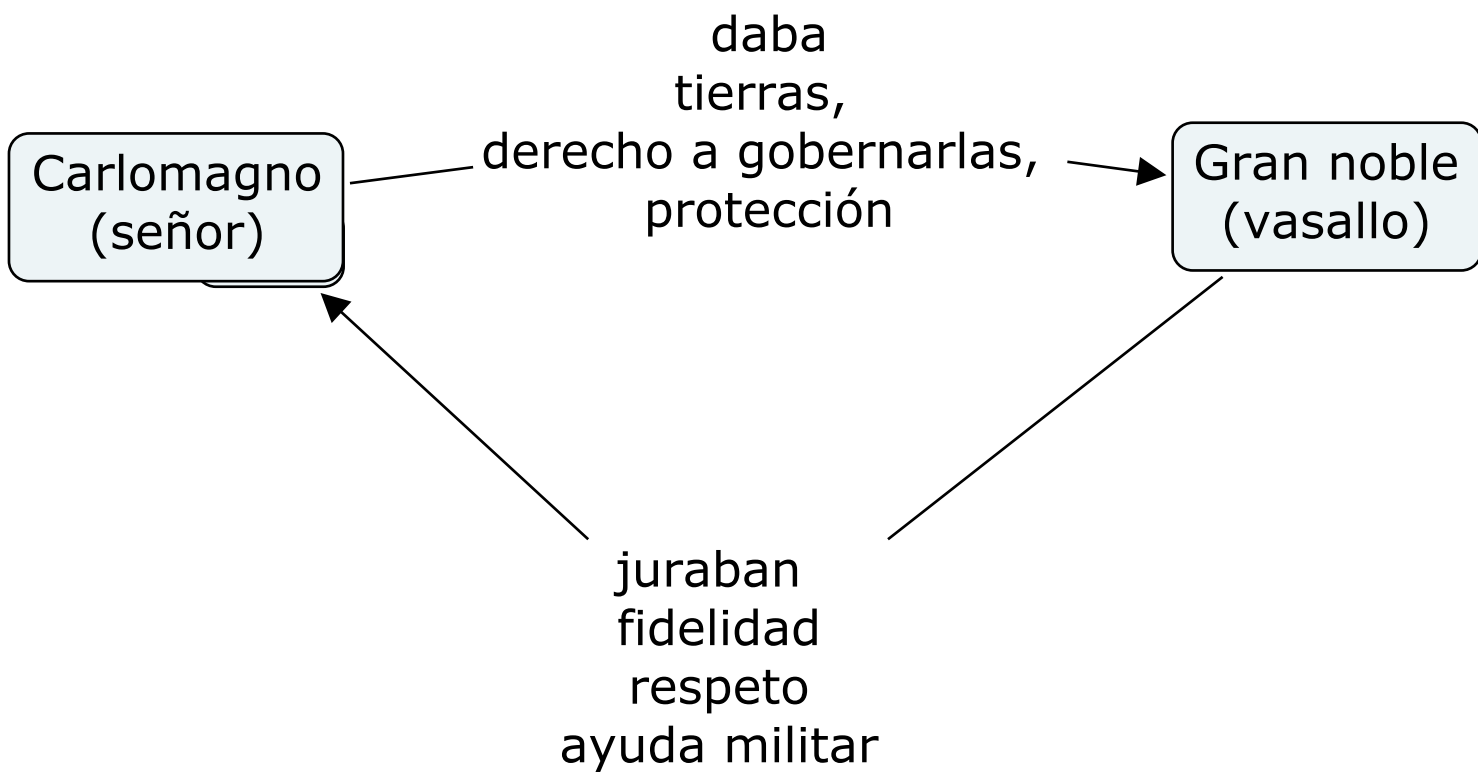 daba
tierras,
derecho a gobernarlas,
protección
Carlomagno
(señor)
Gran noble
(vasallo)
juraban
fidelidad
respeto
ayuda militar